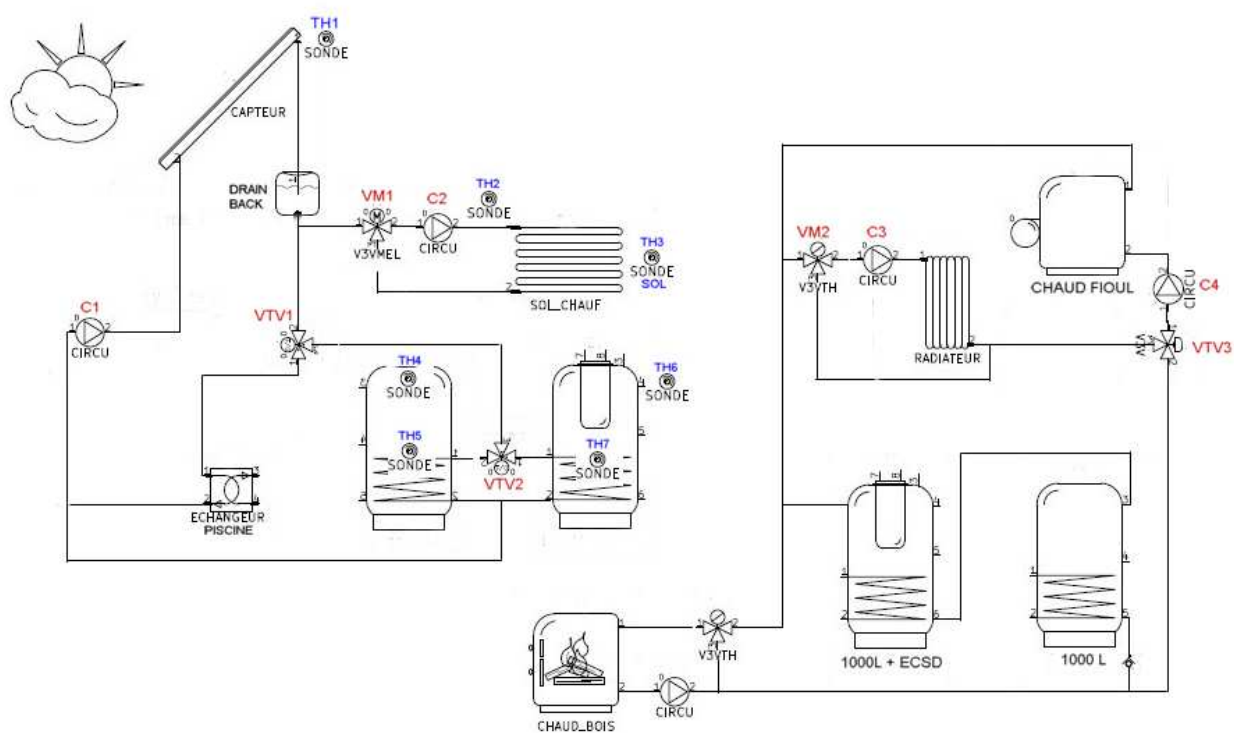 TH1
SONDE
CAPTEUR
DRAIN
BACK
VM1
C2
TH2
SONDE
V3VMEL
CIRCU
TH3
SONDE
SOL
SOL_CHAUF
C1
CIRCU
VTV1
TH4
SONDE
TH5
SONDE
VTV2
TH6
SONDE
TH7
SONDE
ECHANGEUR
PISCINE
VM2
C3
V3VTH
CIRCU
RADIATEUR
CHAUD FIOUL
C4
CIRCU
V3V
VTV3
1000L + ECSD
1000 L
V3VTH
CIRCU
CHAUD_BOIS